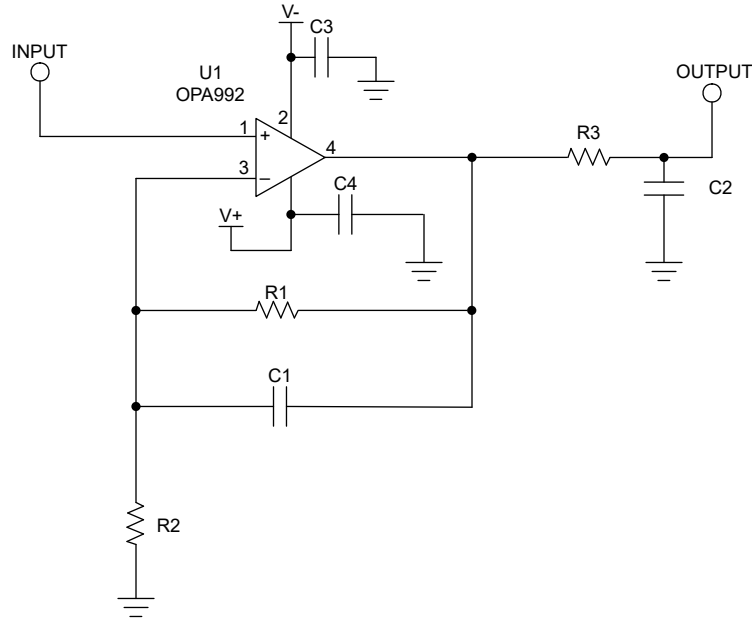 V-
C3
INPUT
U1
OPA992
OUTPUT
2
1
+
R3
4
3
−
C4
C2
V+
R1
C1
R2